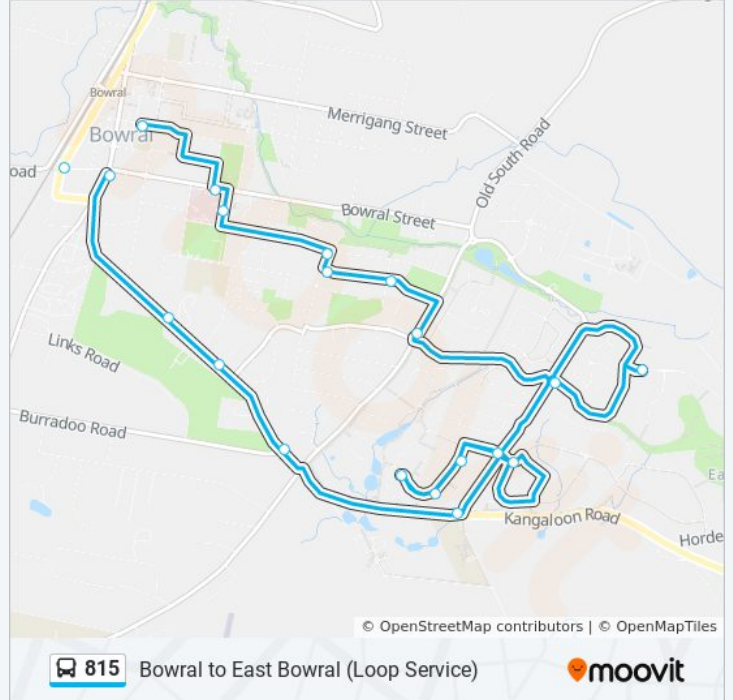 Bowral
Merrigang Street
Bowral
Old South Road
oad
Bowral Street
Links Road
Burradoo Road
Ea
Kangaloon Road
Horde
© OpenStreetMap contributors | © OpenMapTiles
815 Bowral to East Bowral (Loop Service)
moovit